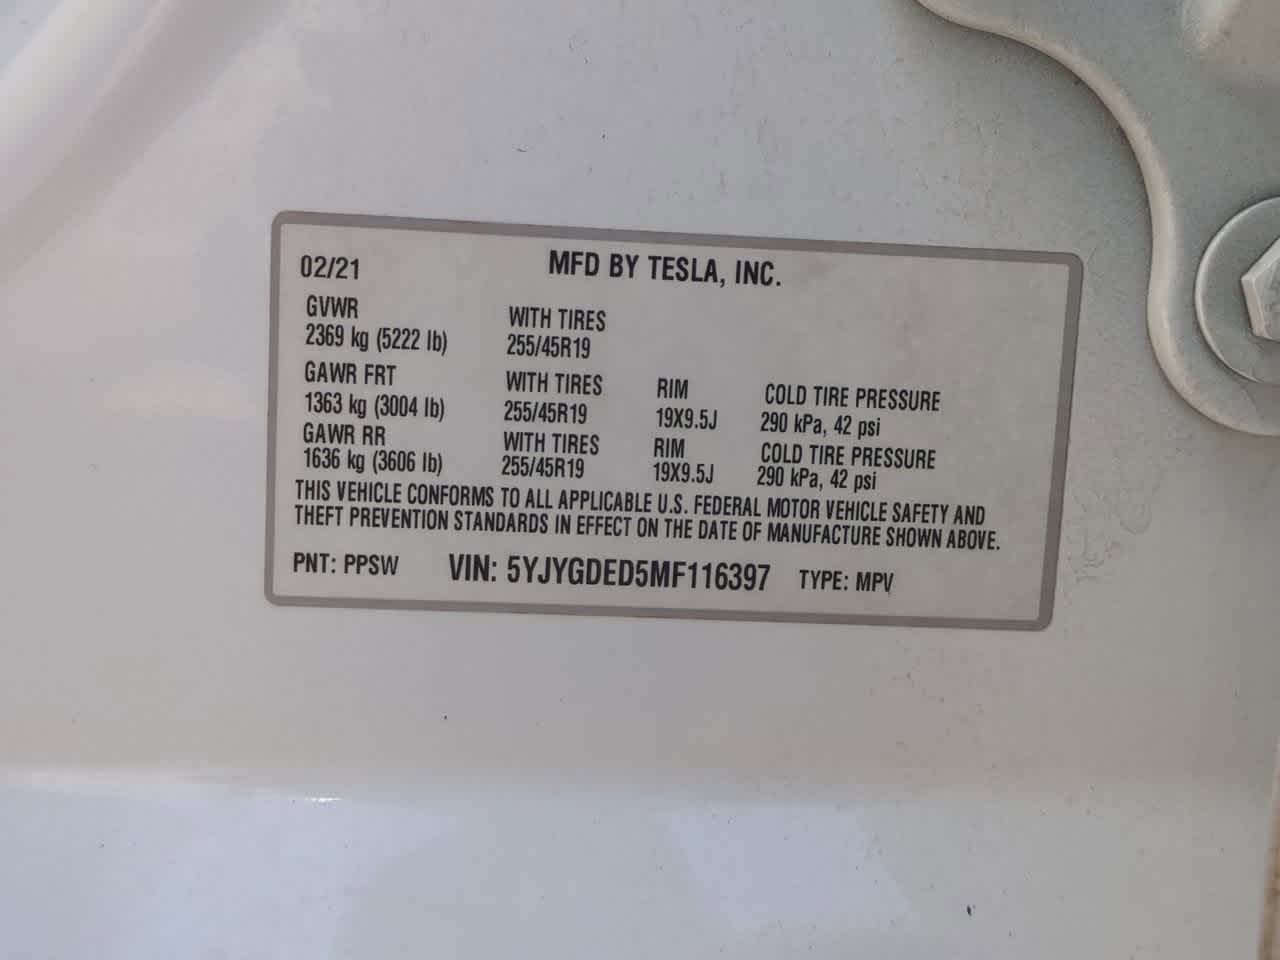 02/21 MFD BY TESLA, INC.
GVWR WITH TIRES
2369 kg (5222 lb) 255/45R19
GAWR FRT WITH TIRES RIM COLD TIRE PRESSURE
1363 kg (3004 lb) 255/45R19 19X9.5J 290 kPa, 42 psi
GAWR RR WITH TIRES RIM COLD TIRE PRESSURE
1636 kg (3606 lb) 255/45R19 19X9.5J 290 kPa, 42 psi
THIS VEHICLE CONFORMS TO ALL APPLICABLE U.S. FEDERAL MOTOR VEHICLE SAFETY AND
THEFT PREVENTION STANDARDS IN EFFECT ON THE DATE OF MANUFACTURE SHOWN ABOVE.
PNT: PPSW VIN: 5YJYGDED5MF116397 TYPE: MPV